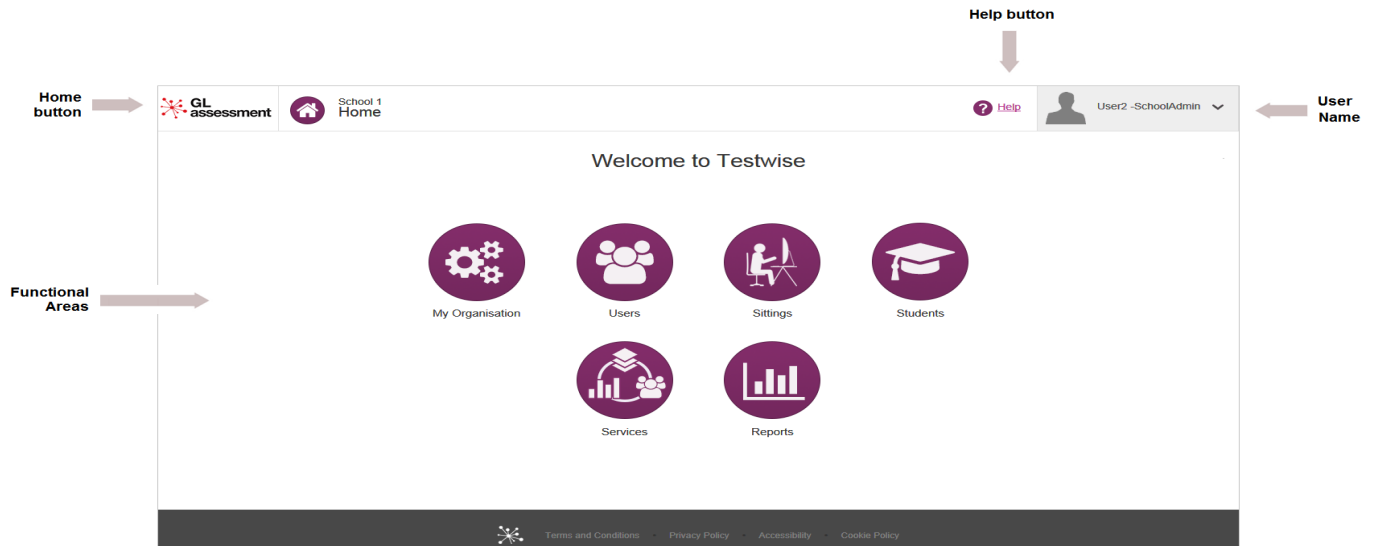 Help button
Home
button
GL
assessment
School 1
Home
? Help
User2 -SchoolAdmin
User
Name
Welcome to Testwise
Functional
Areas
My Organisation
Users
Sittings
Students
Services
Reports
Terms and Conditions - Privacy Policy - Accessibility - Cookie Policy